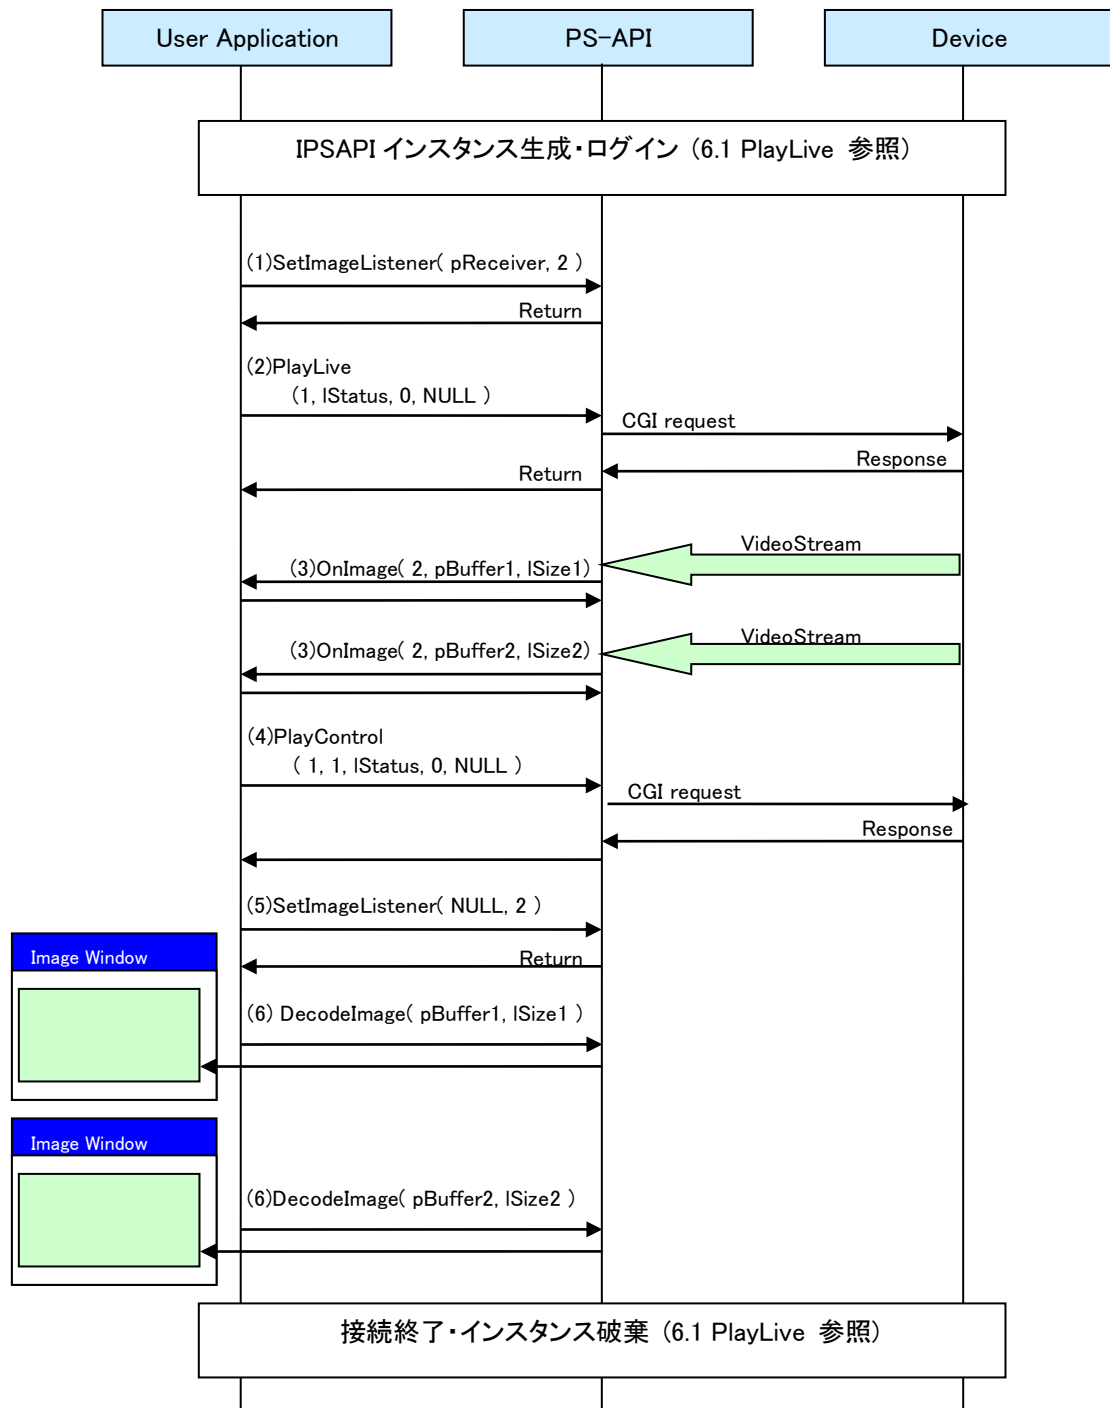 User Application
PS-API
Device
IPSAPI インスタンス生成・ログイン (6.1 PlayLive 参照)
(1)SetImageListener( pReceiver, 2 )
Return
(2)PlayLive
(1, lStatus, 0, NULL )
CGI request
Response
Return
VideoStream
(3)OnImage( 2, pBuffer1, lSize1)
VideoStream
(3)OnImage( 2, pBuffer2, lSize2)
(4)PlayControl
( 1, 1, lStatus, 0, NULL )
CGI request
Response
(5)SetImageListener( NULL, 2 )
Return
Image Window
(6) DecodeImage( pBuffer1, lSize1 )
Image Window
(6)DecodeImage( pBuffer2, lSize2 )
接続終了・インスタンス破棄 (6.1 PlayLive 参照)